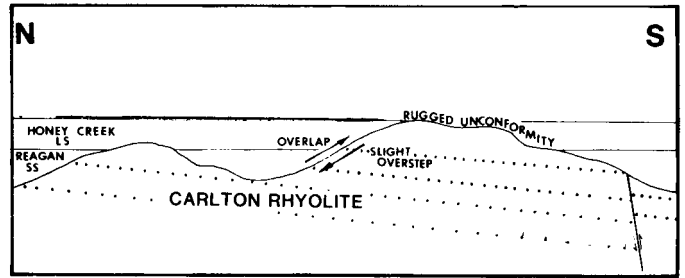 N
S
RUGGED UNCONFORMITY
HONEY CREEK
LS
OVERLAP
REAGAN
SS
SLIGHT
OVERSTEP
CARLTON RHYOLITE